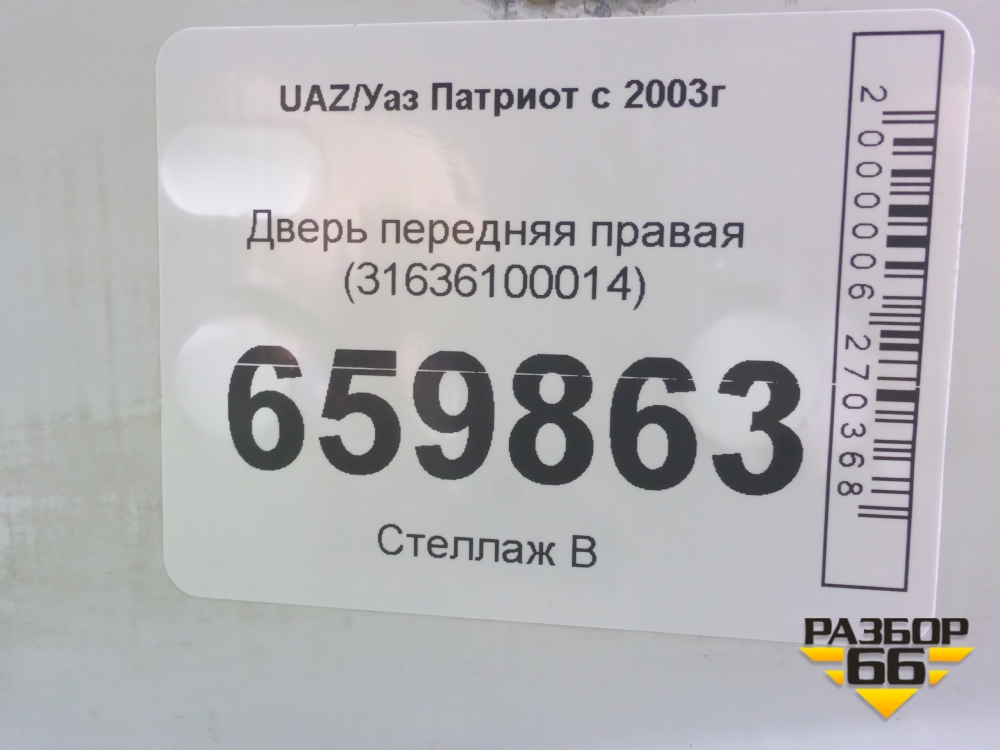 UAZ/Уаз Патриот с 2003г
Дверь передняя правая
(31636100014)
659863
Стеллаж В
2000006270368
РАЗБОР
66